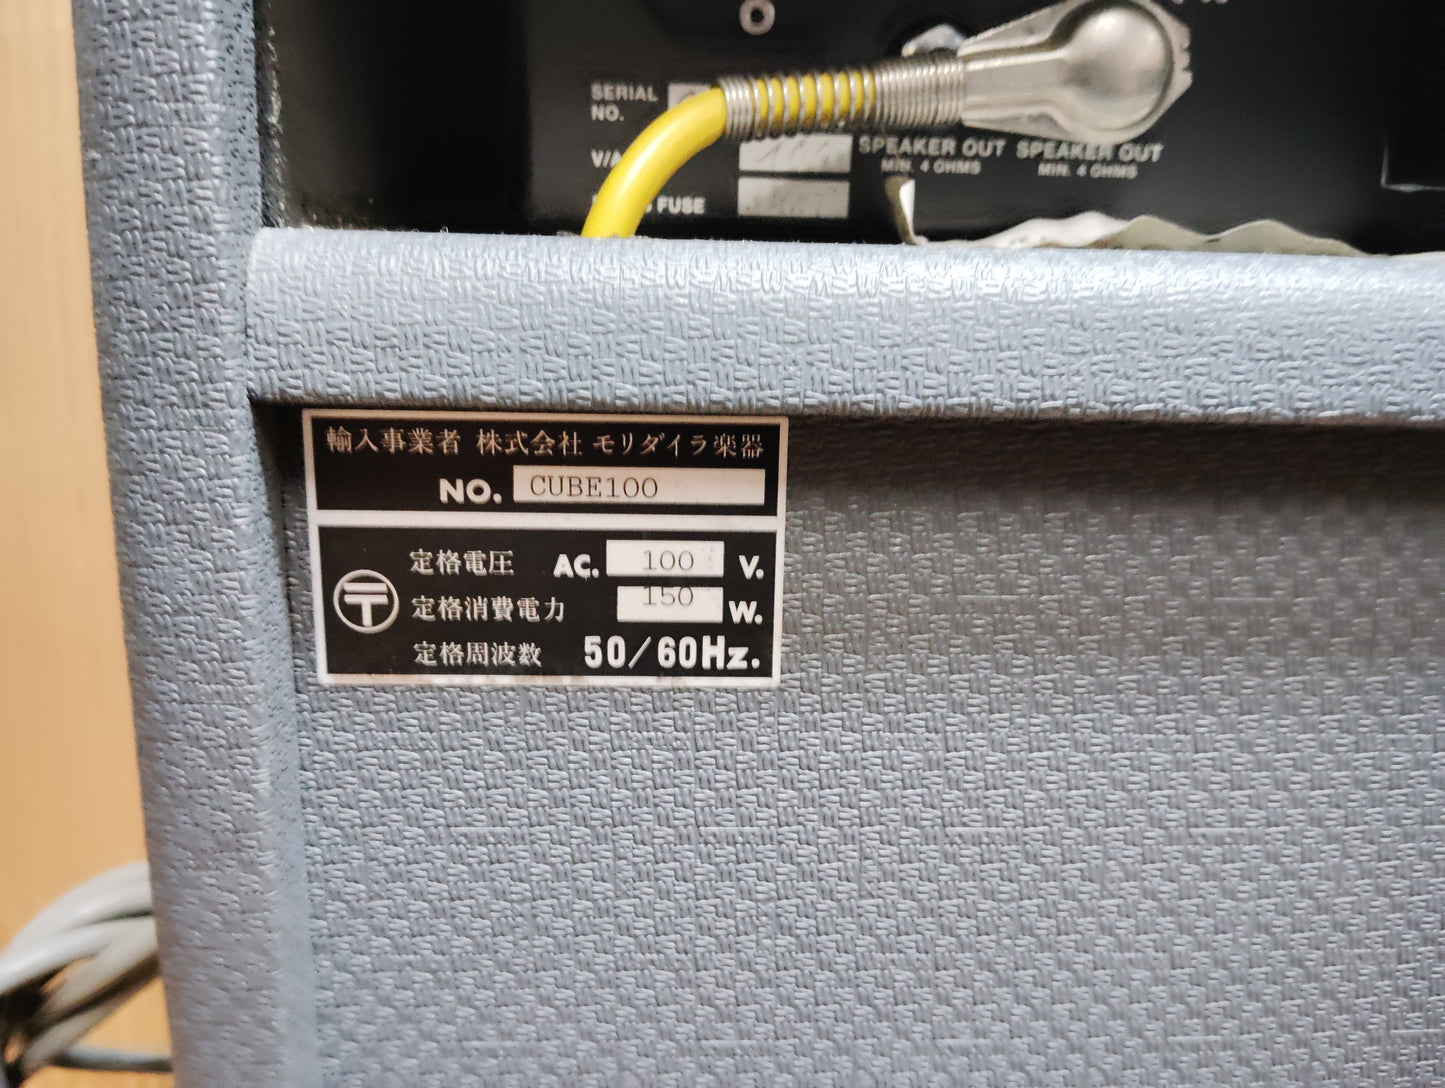 SERIAL
NO.
SPEAKER OUT SPEAKER OUT
MIN. 4 OHMS MIN. 4 OHMS
FUSE
輸入事業者 株式会社 モリダイラ楽器
NO. CUBE100
定格電圧 AC. 100 V.
〒 定格消費電力 150 W.
定格周波数 50/60Hz.